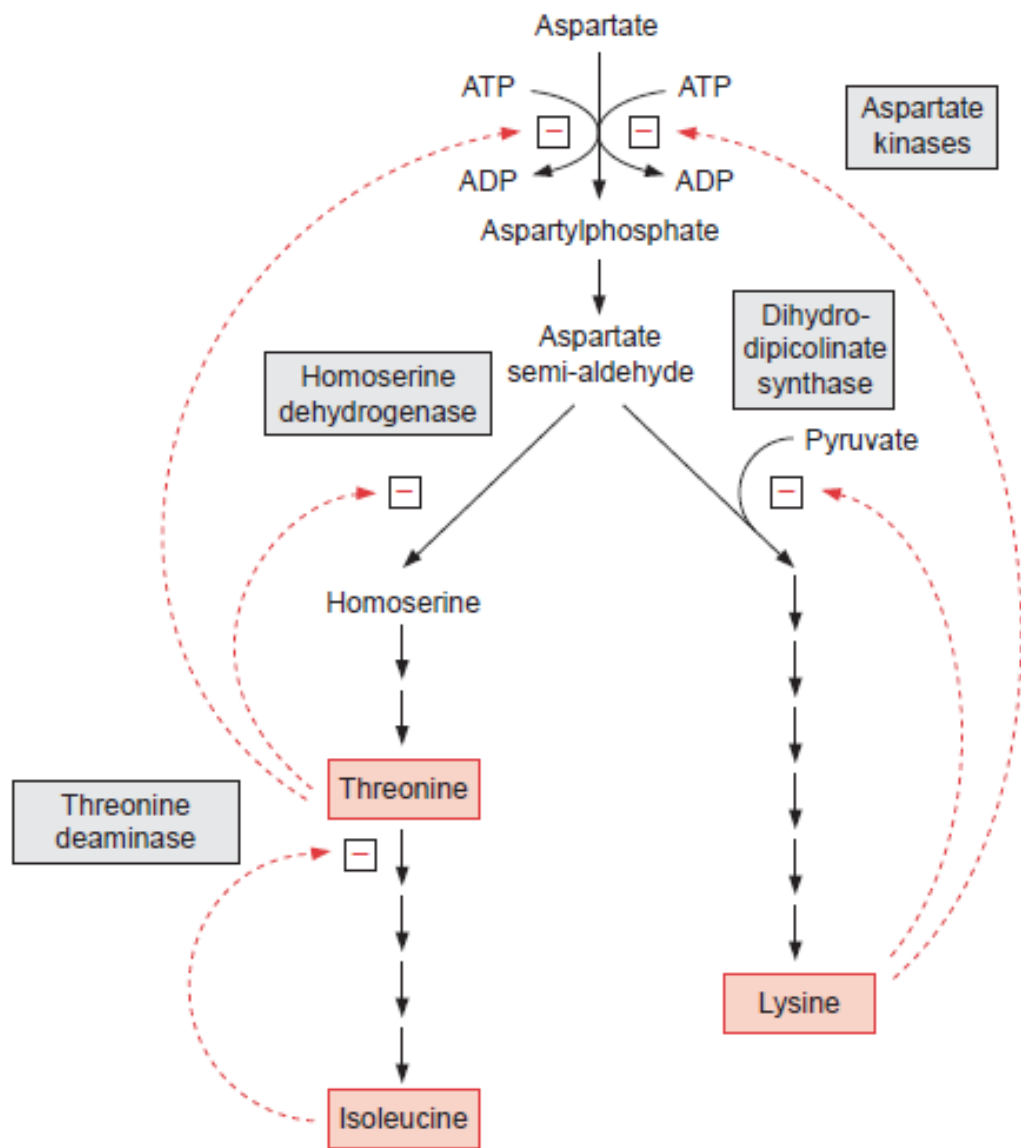 Aspartate
ATP
ATP
−
−
Aspartate
kinases
ADP
ADP
Aspartylphosphate
Aspartate
semi-aldehyde
Dihydro-
dipicolinate
synthase
Homoserine
dehydrogenase
Pyruvate
−
−
Homoserine
Threonine
Threonine
deaminase
−
Lysine
Isoleucine